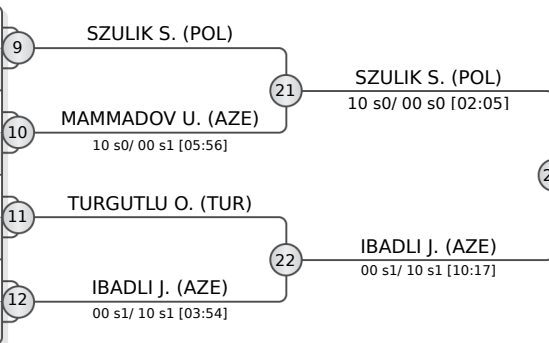 9
SZULIK S. (POL)
21
SZULIK S. (POL)
10 s0/ 00 s0 [02:05]
10
MAMMADOV U. (AZE)
10 s0/ 00 s1 [05:56]
11
TURGUTLU O. (TUR)
22
IBADLI J. (AZE)
00 s1/ 10 s1 [10:17]
12
IBADLI J. (AZE)
00 s1/ 10 s1 [03:54]